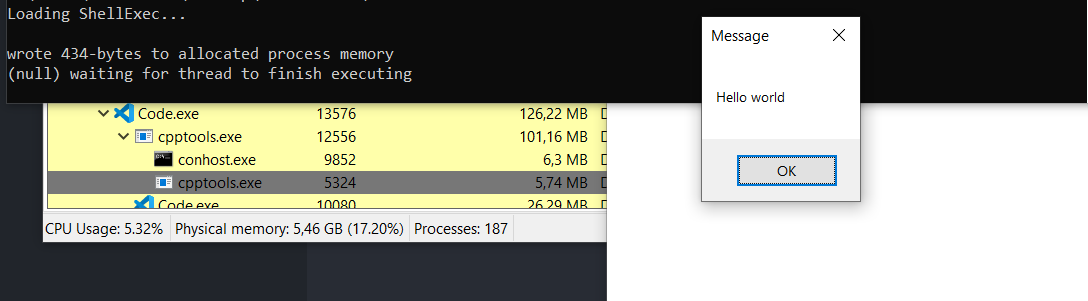 Loading ShellExec...
wrote 434-bytes to allocated process memory
(null) waiting for thread to finish executing
Message
Hello world
OK
Code.exe 13576 126,22 MB D
cpptools.exe 12556 101,16 MB D
conhost.exe 9852 6,3 MB D
cpptools.exe 5324 5,74 MB D
Code.exe 10080 26,29 MB D
CPU Usage: 5.32% Physical memory: 5,46 GB (17.20%) Processes: 187